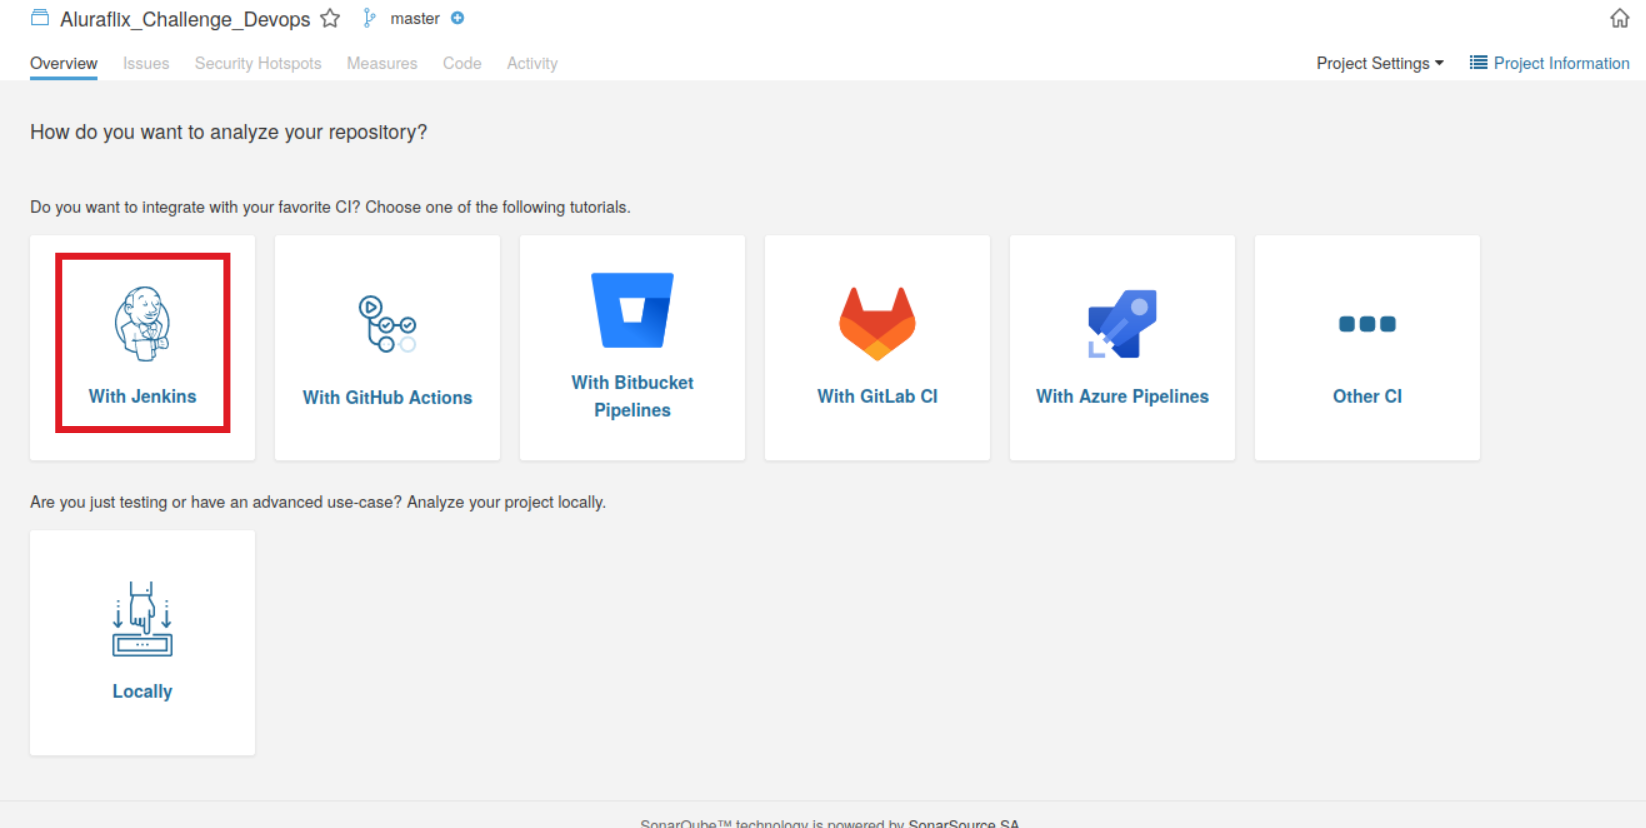 Aluraflix_Challenge_Devops master
Overview Issues Security Hotspots Measures Code Activity Project Settings Project Information
How do you want to analyze your repository?
Do you want to integrate with your favorite CI? Choose one of the following tutorials.
With Jenkins
With GitHub Actions
With Bitbucket
Pipelines
With GitLab CI
With Azure Pipelines
Other CI
Are you just testing or have an advanced use-case? Analyze your project locally.
Locally
SonarQube™ technology is powered by SonarSource SA